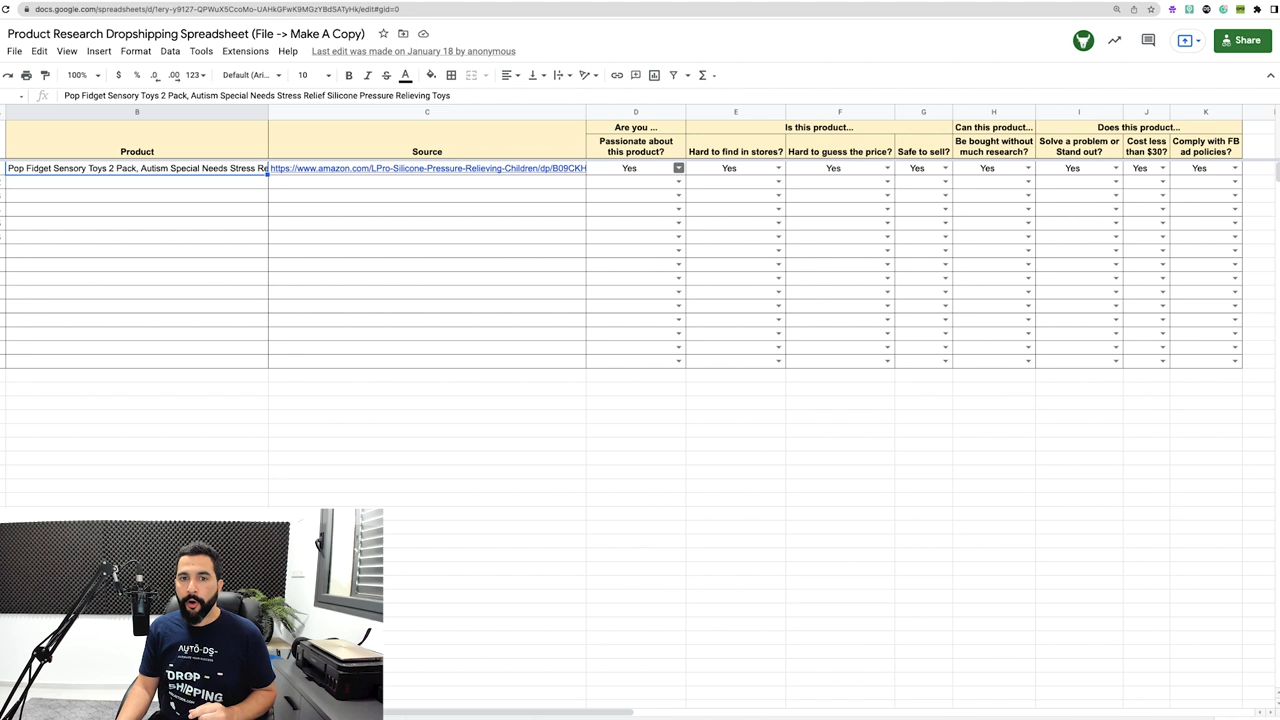 docs.google.com/spreadsheets/d/1ery-y9127-QPWuX5CcoMo-UAHkGFwK9MGzYBdSATyHk/edit#gid=0
Product Research Dropshipping Spreadsheet (File -> Make A Copy)
File Edit View Insert Format Data Tools Extensions Help Last edit was made on January 18 by anonymous
Share
100% $ % .0 .00 123 Default (Ari... 10 B I S A
fx Pop Fidget Sensory Toys 2 Pack, Autism Special Needs Stress Relief Silicone Pressure Relieving Toys
B C D E F G H I J K
Are you ... Is this product... Can this product... Does this product...
Product Source Passionate about this product? Hard to find in stores? Hard to guess the price? Safe to sell? Be bought without much research? Solve a problem or Stand out? Cost less than $30? Comply with FB ad policies?
Pop Fidget Sensory Toys 2 Pack, Autism Special Needs Stress Re https://www.amazon.com/LPro-Silicone-Pressure-Relieving-Children/dp/B09CKH Yes Yes Yes Yes Yes Yes Yes Yes
AUTO-DS-
DROP
SHIPPING